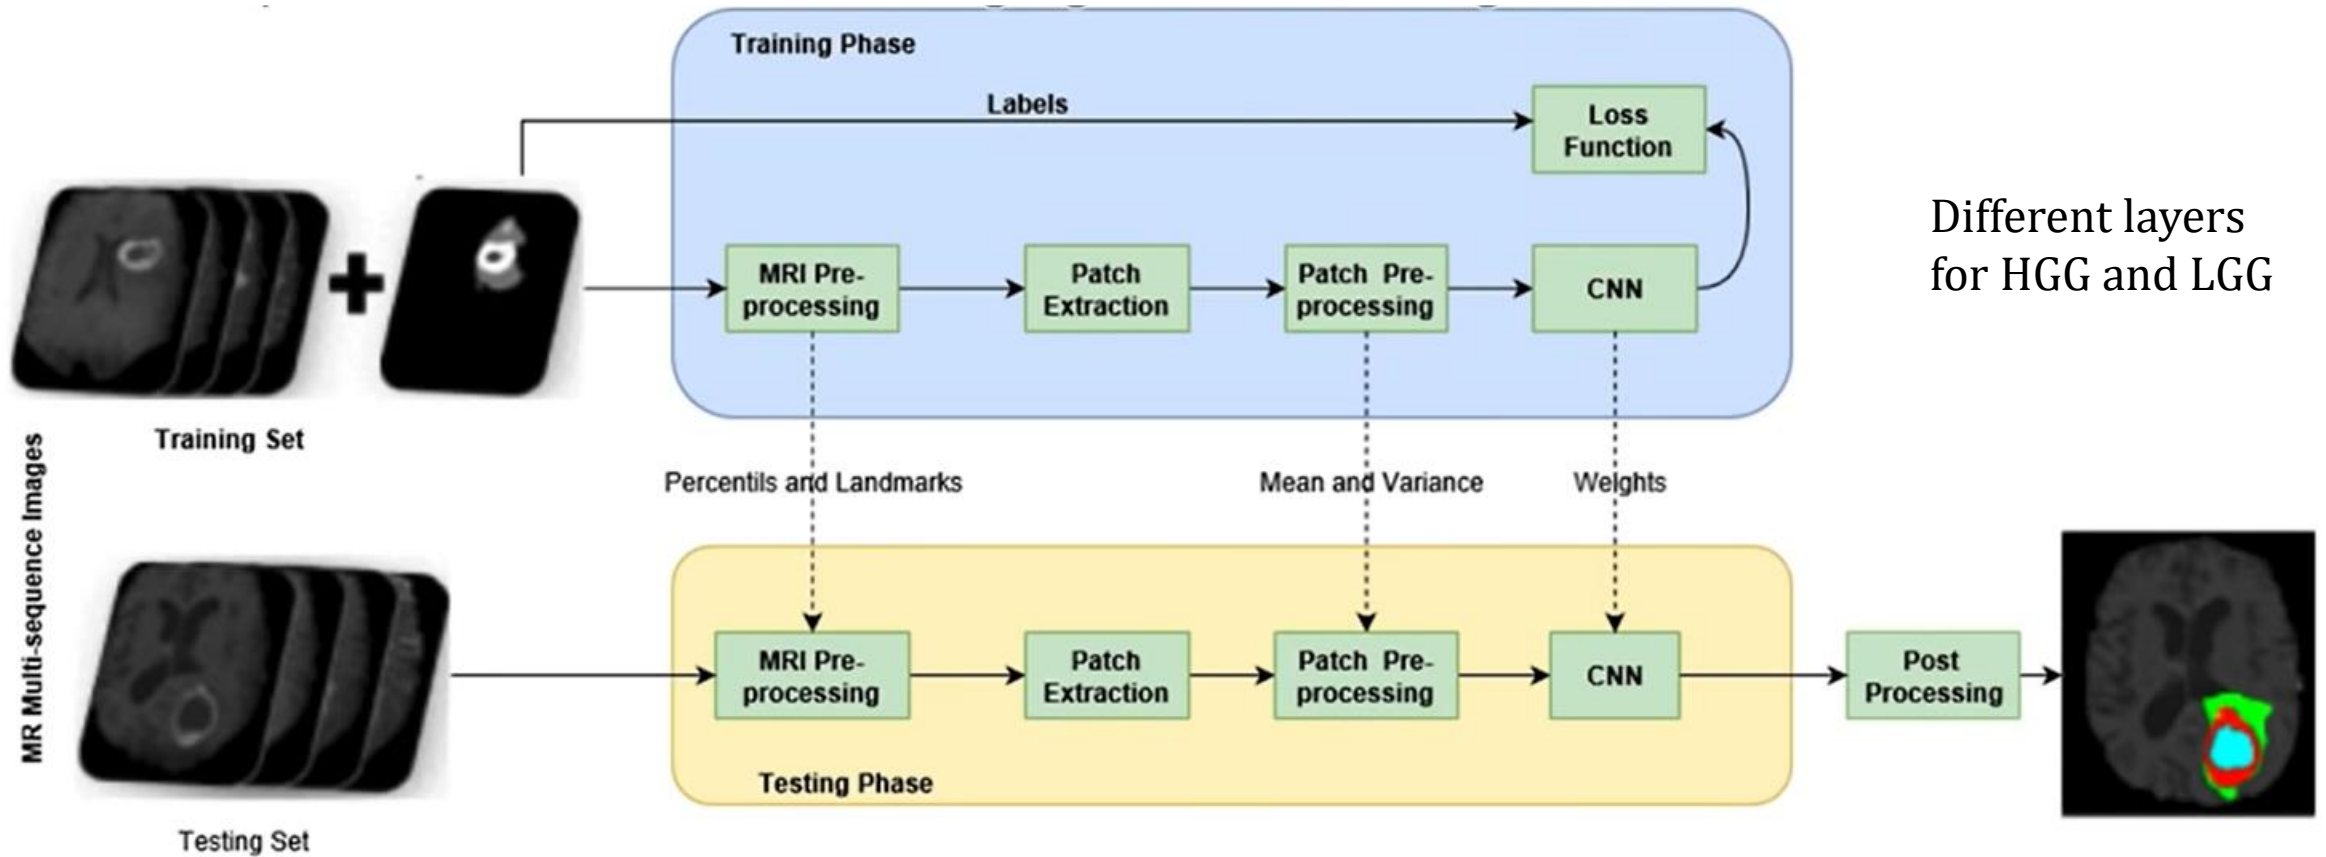 Training Phase
Labels
Loss
Function
MRI Pre-
processing
Patch
Extraction
Patch Pre-
processing
CNN
Different layers
for HGG and LGG
Training Set
MR Multi-sequence Images
Percentils and Landmarks
Mean and Variance
Weights
MRI Pre-
processing
Patch
Extraction
Patch Pre-
processing
CNN
Post
Processing
Testing Phase
Testing Set